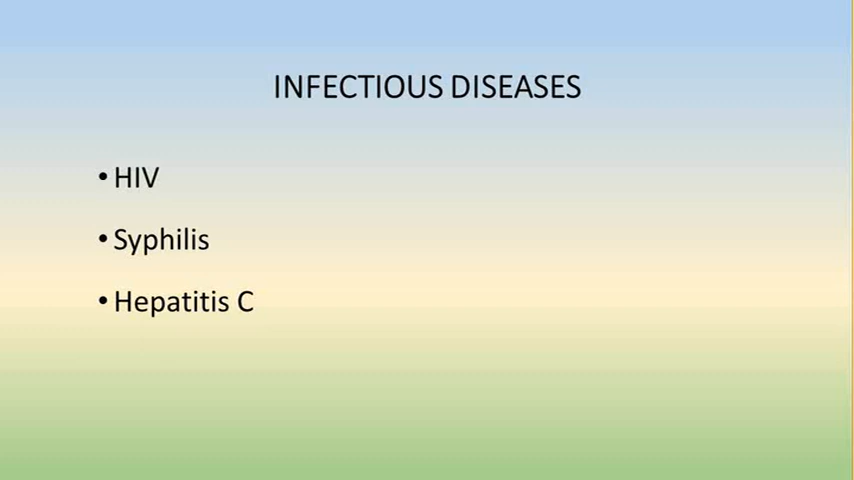 INFECTIOUS DISEASES
• HIV
• Syphilis
• Hepatitis C